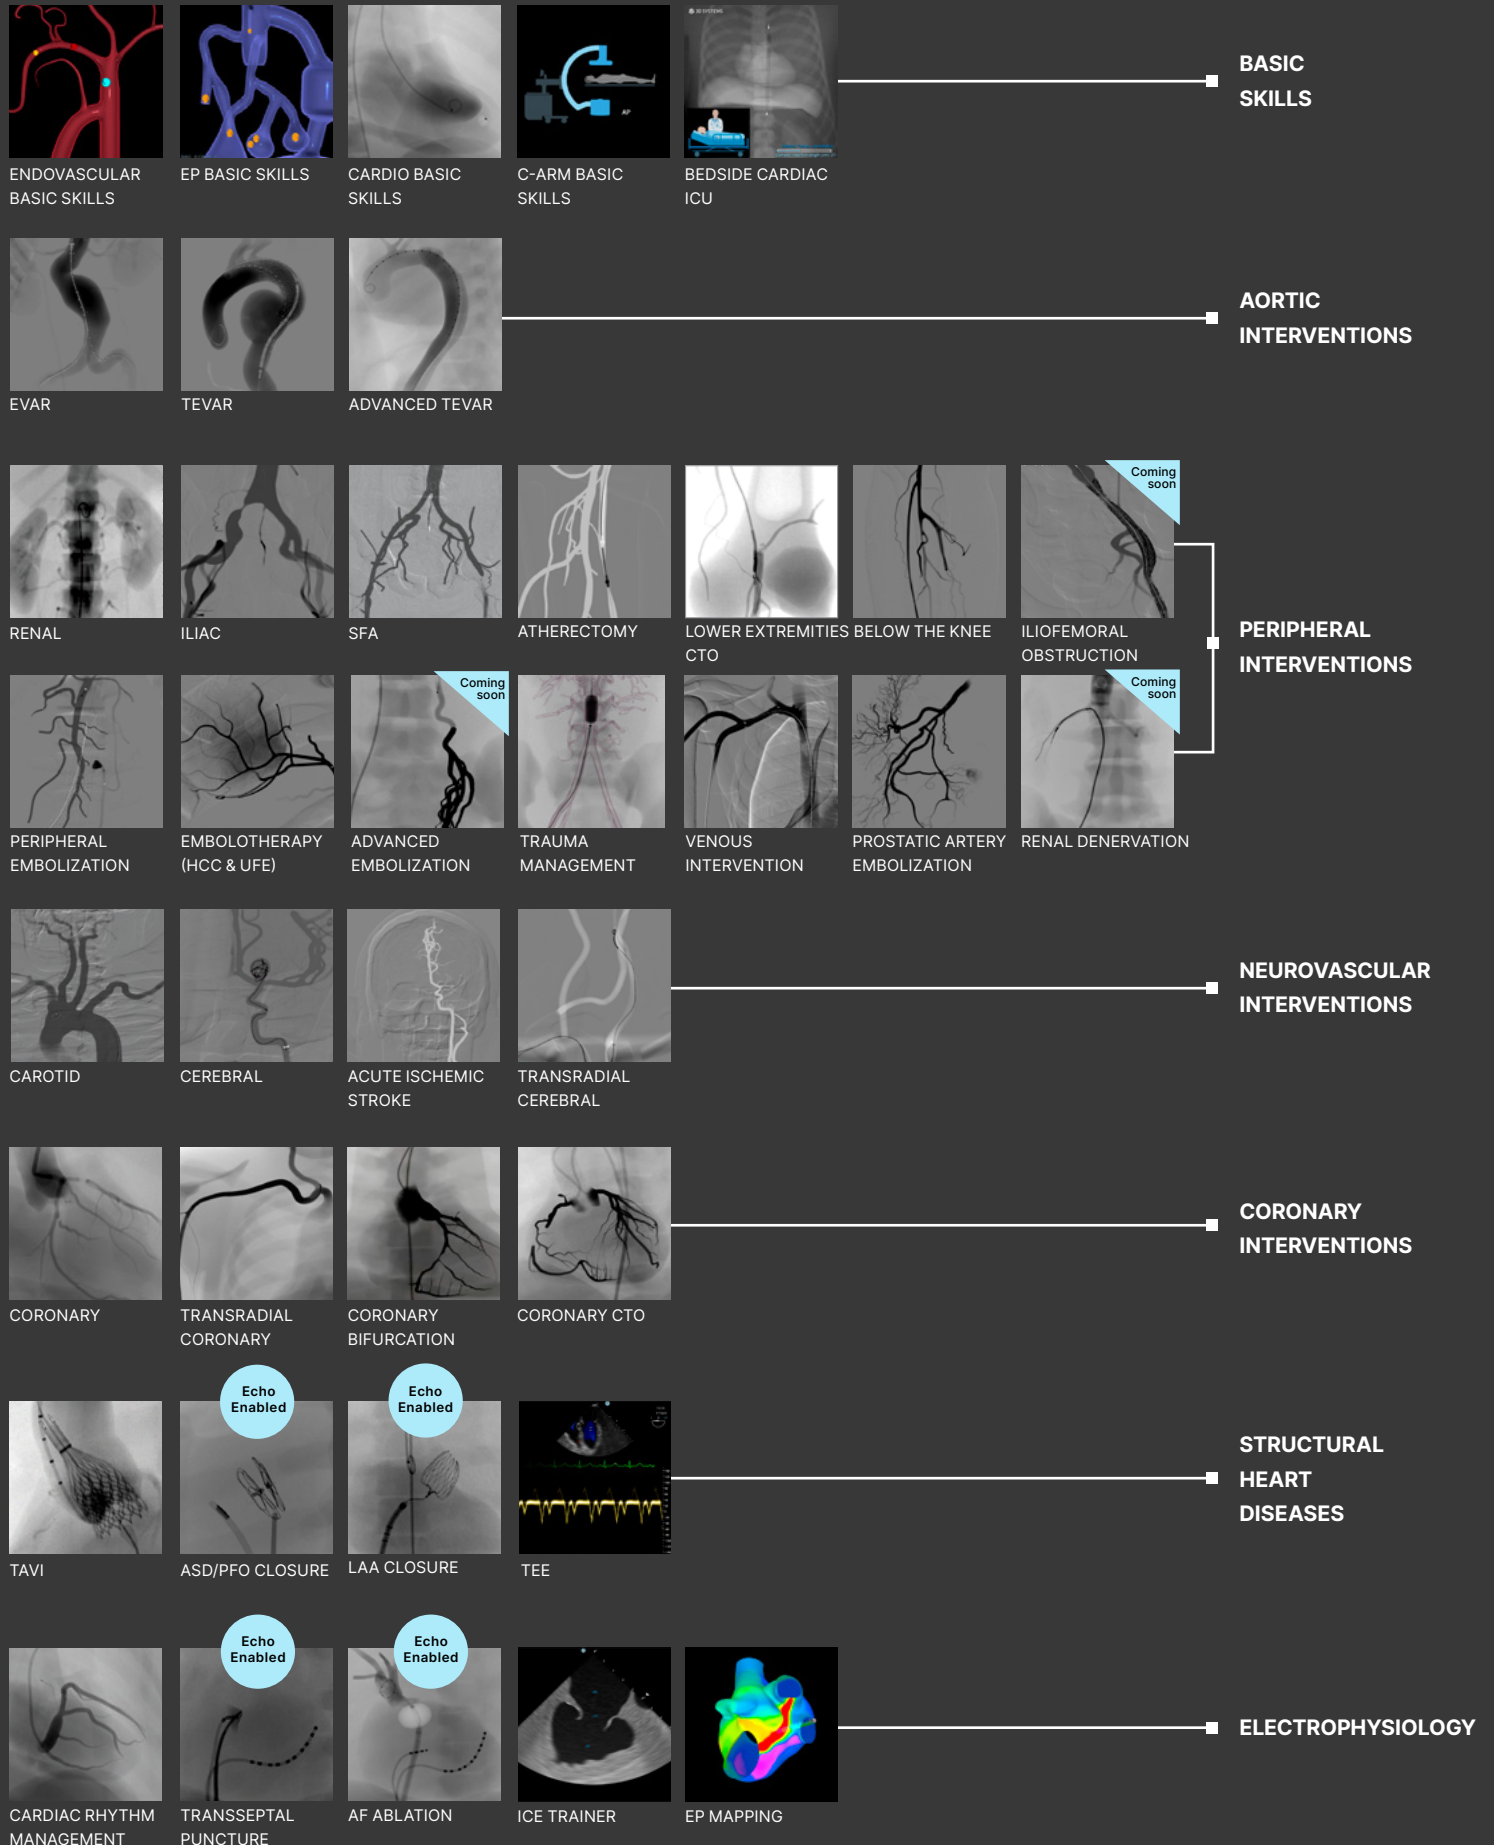 3D SYSTEMS
AP
BASIC
SKILLS
ENDOVASCULAR
BASIC SKILLS
EP BASIC SKILLS
CARDIO BASIC
SKILLS
C-ARM BASIC
SKILLS
BEDSIDE CARDIAC
ICU
AORTIC
INTERVENTIONS
EVAR
TEVAR
ADVANCED TEVAR
Coming
soon
RENAL
ILIAC
SFA
ATHERECTOMY
LOWER EXTREMITIES
CTO
BELOW THE KNEE
ILIOFEMORAL
OBSTRUCTION
PERIPHERAL
INTERVENTIONS
Coming
soon
Coming
soon
PERIPHERAL
EMBOLIZATION
EMBOLOTHERAPY
(HCC & UFE)
ADVANCED
EMBOLIZATION
TRAUMA
MANAGEMENT
VENOUS
INTERVENTION
PROSTATIC ARTERY
EMBOLIZATION
RENAL DENERVATION
NEUROVASCULAR
INTERVENTIONS
CAROTID
CEREBRAL
ACUTE ISCHEMIC
STROKE
TRANSRADIAL
CEREBRAL
CORONARY
INTERVENTIONS
CORONARY
TRANSRADIAL
CORONARY
CORONARY
BIFURCATION
CORONARY CTO
Echo
Enabled
Echo
Enabled
STRUCTURAL
HEART
DISEASES
TAVI
ASD/PFO CLOSURE
LAA CLOSURE
TEE
Echo
Enabled
Echo
Enabled
ELECTROPHYSIOLOGY
CARDIAC RHYTHM
MANAGEMENT
TRANSSEPTAL
PUNCTURE
AF ABLATION
ICE TRAINER
EP MAPPING